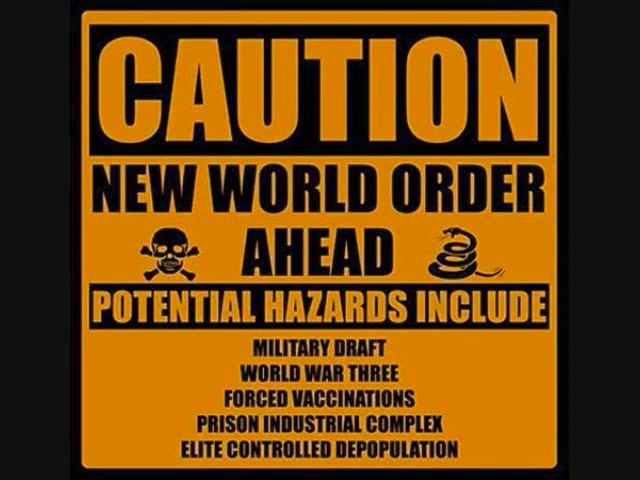 CAUTION
NEW WORLD ORDER
AHEAD
POTENTIAL HAZARDS INCLUDE
MILITARY DRAFT
WORLD WAR THREE
FORCED VACCINATIONS
PRISON INDUSTRIAL COMPLEX
ELITE CONTROLLED DEPOPULATION